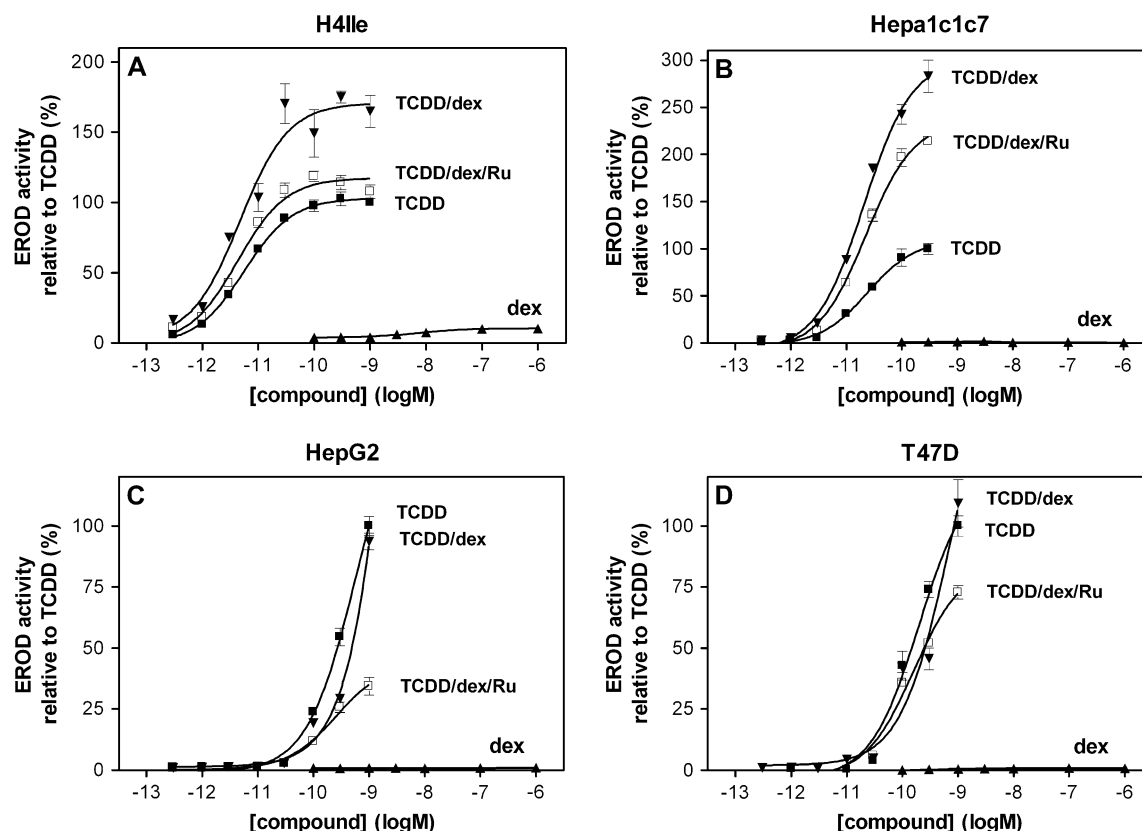 H4IIe
A
EROD activity
relative to TCDD (%)
200
150
100
50
0
TCDD/dex
TCDD/dex/Ru
TCDD
dex
-13 -12 -11 -10 -9 -8 -7 -6
[compound] (logM)
Hepa1c1c7
B
EROD activity
relative to TCDD (%)
300
250
200
150
100
50
0
TCDD/dex
TCDD/dex/Ru
TCDD
dex
-13 -12 -11 -10 -9 -8 -7 -6
[compound] (logM)
HepG2
C
EROD activity
relative to TCDD (%)
100
75
50
25
0
TCDD
TCDD/dex
TCDD/dex/Ru
dex
-13 -12 -11 -10 -9 -8 -7 -6
[compound] (logM)
T47D
D
EROD activity
relative to TCDD (%)
100
75
50
25
0
TCDD/dex
TCDD
TCDD/dex/Ru
dex
-13 -12 -11 -10 -9 -8 -7 -6
[compound] (logM)